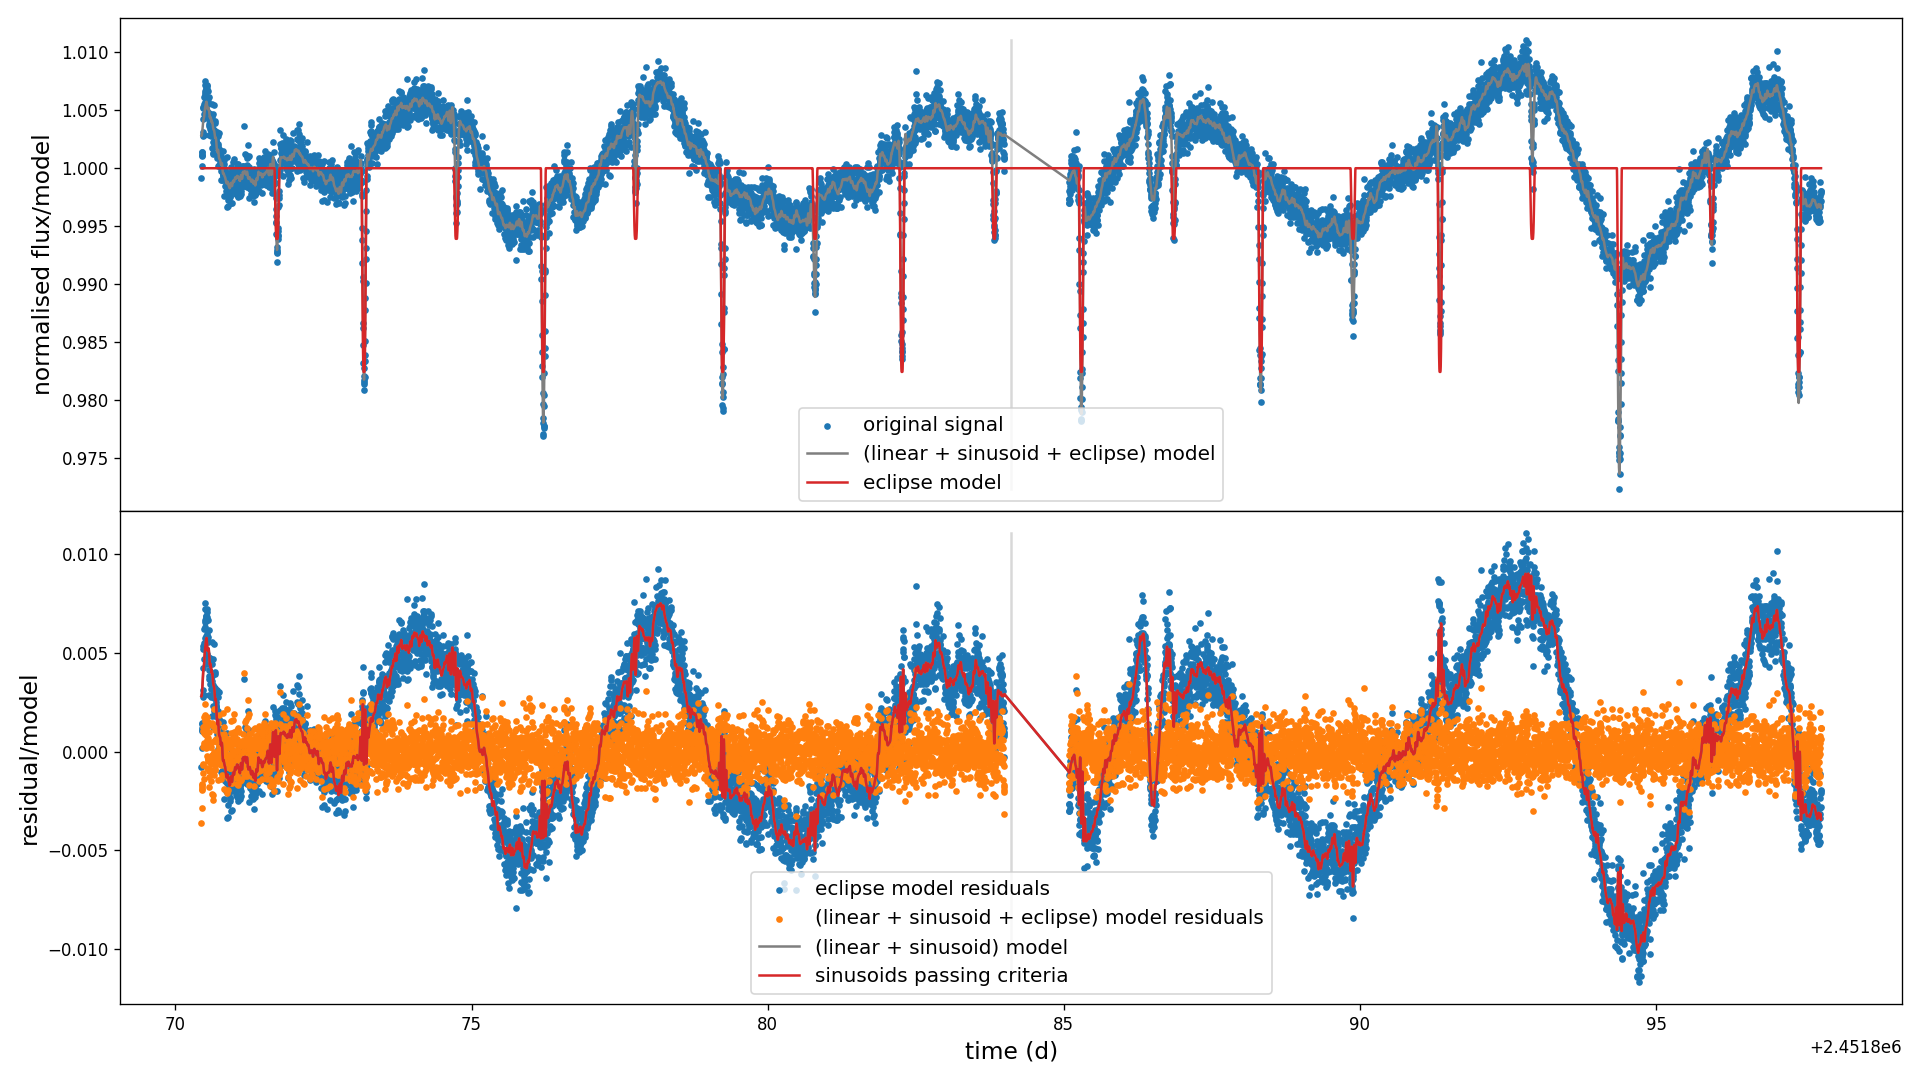 normalised flux/model
1.010
1.005
1.000
0.995
0.990
0.985
0.980
0.975
original signal
(linear + sinusoid + eclipse) model
eclipse model
residual/model
0.010
0.005
0.000
−0.005
−0.010
eclipse model residuals
(linear + sinusoid + eclipse) model residuals
(linear + sinusoid) model
sinusoids passing criteria
70 75 80 85 90 95
time (d)
+2.4518e6